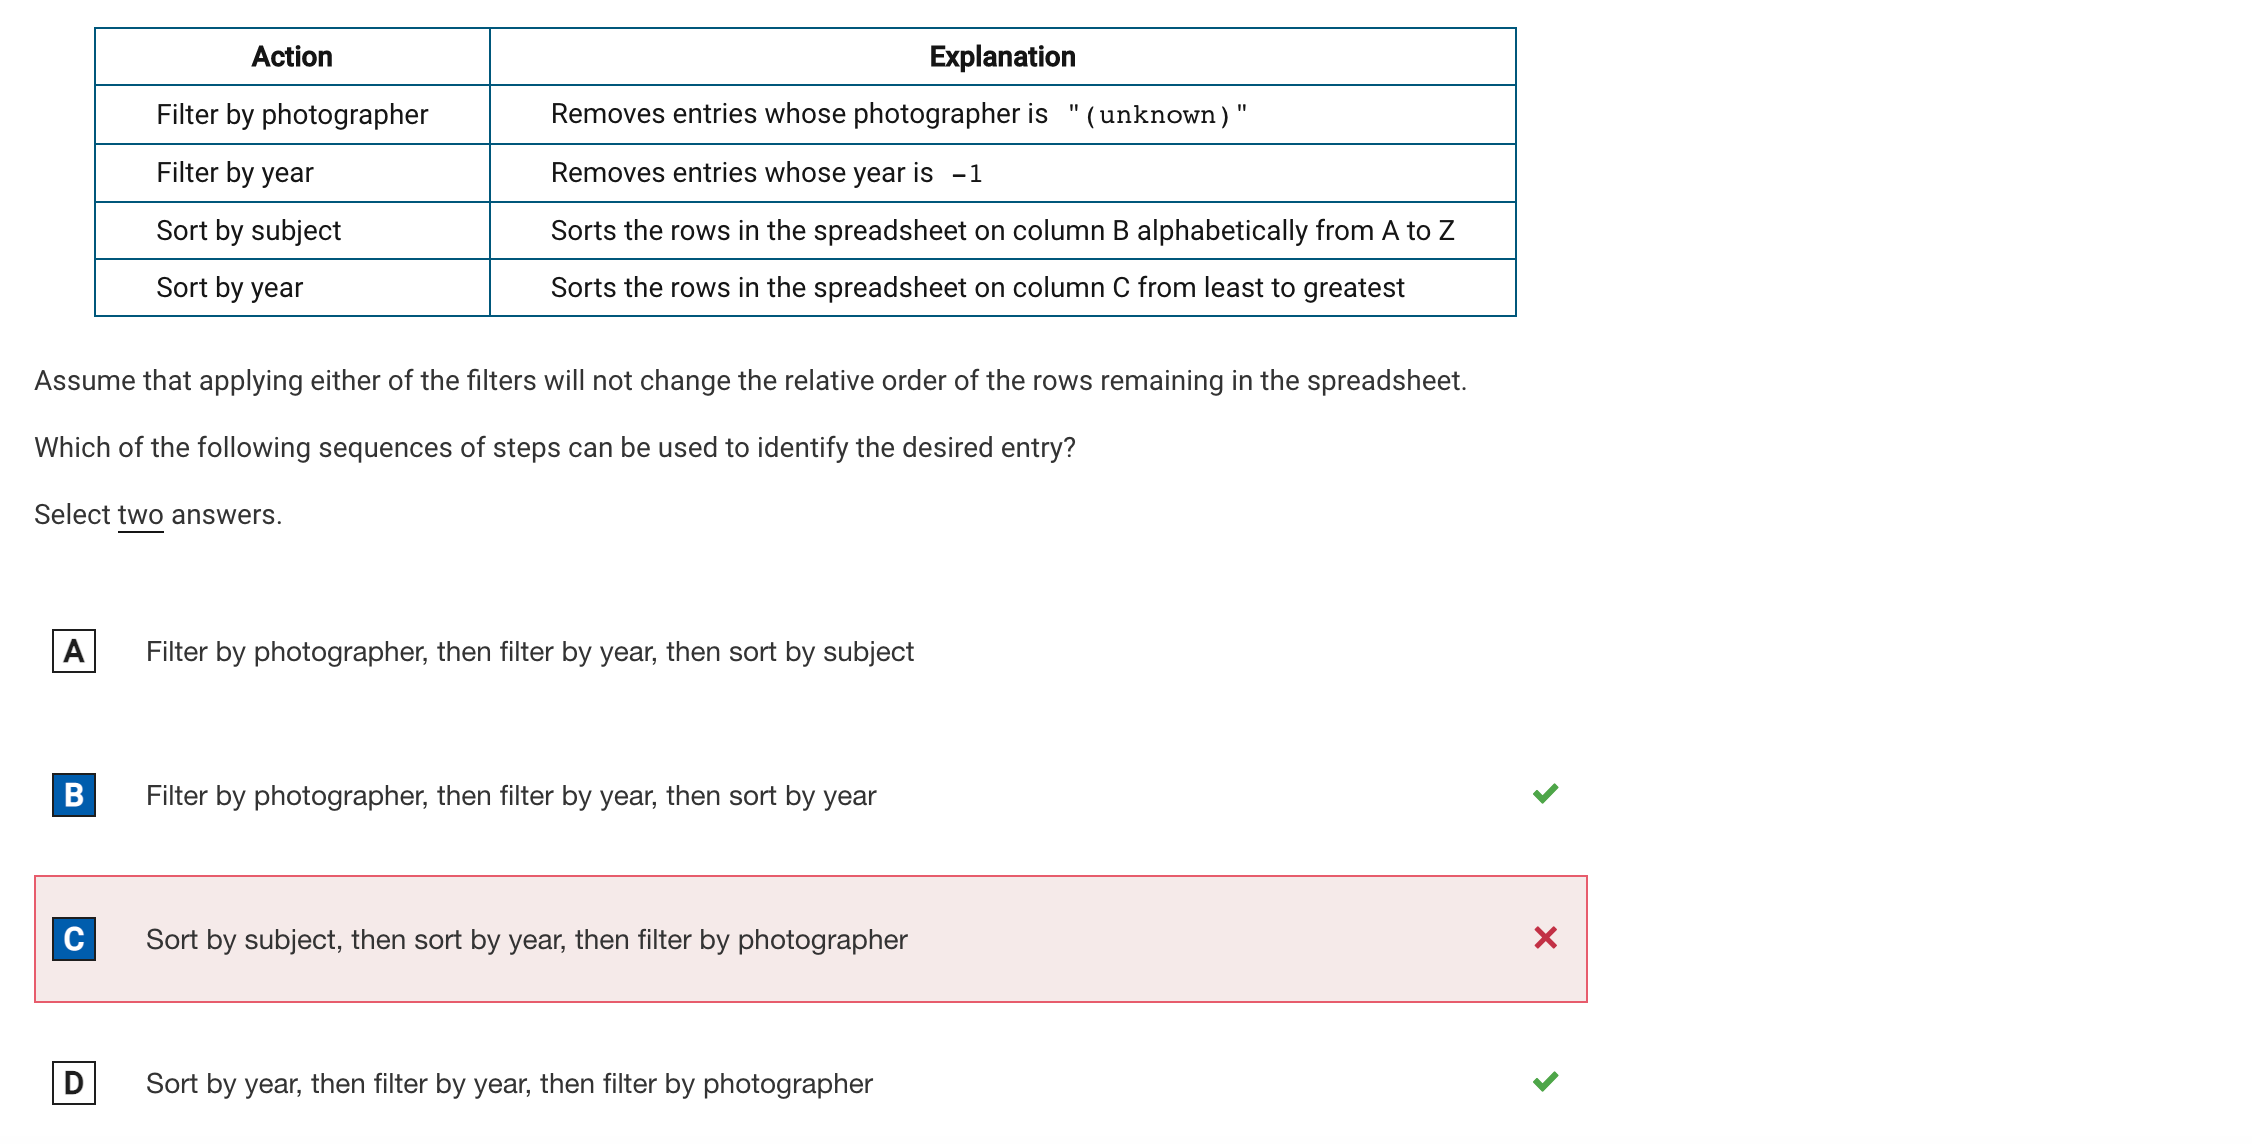 Action Explanation
Filter by photographer Removes entries whose photographer is "(unknown)"
Filter by year Removes entries whose year is -1
Sort by subject Sorts the rows in the spreadsheet on column B alphabetically from A to Z
Sort by year Sorts the rows in the spreadsheet on column C from least to greatest
Assume that applying either of the filters will not change the relative order of the rows remaining in the spreadsheet.
Which of the following sequences of steps can be used to identify the desired entry?
Select two answers.
A Filter by photographer, then filter by year, then sort by subject
B Filter by photographer, then filter by year, then sort by year
C Sort by subject, then sort by year, then filter by photographer
D Sort by year, then filter by year, then filter by photographer